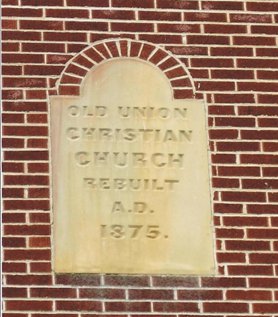 OLD UNION
CHRISTIAN
CHURCH
REBUILT
A.D.
1875.